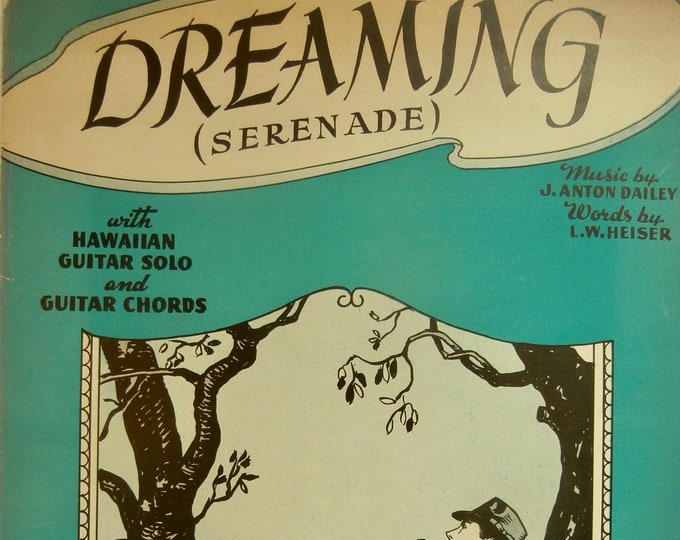 DREAMING
(SERENADE)
Music by
J. ANTON DAILEY
Words by
L.W. HEISER
with
HAWAIIAN
GUITAR SOLO
and
GUITAR CHORDS